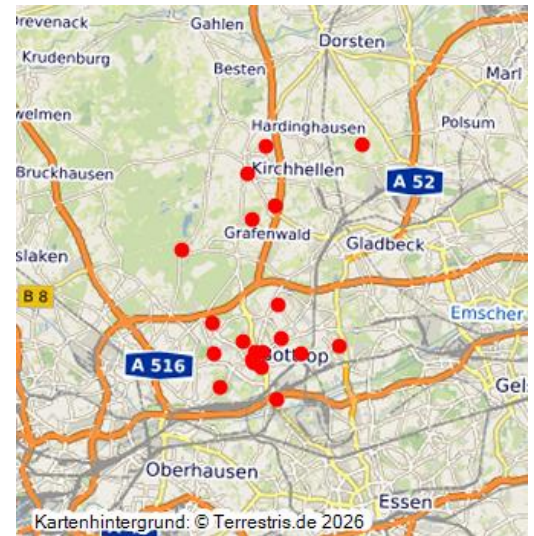 Drevenack
Gahlen
Dorsten
Krudenburg
Besten
Marl
welmen
Hardinghausen
Polsum
Bruckhausen
Kirchhellen
A 52
Grafenwald
Gladbeck
slaken
B 8
Emscher
Bottrop
A 516
Gels
Oberhausen
Essen
Kartenhintergrund: © Terrestris.de 2026